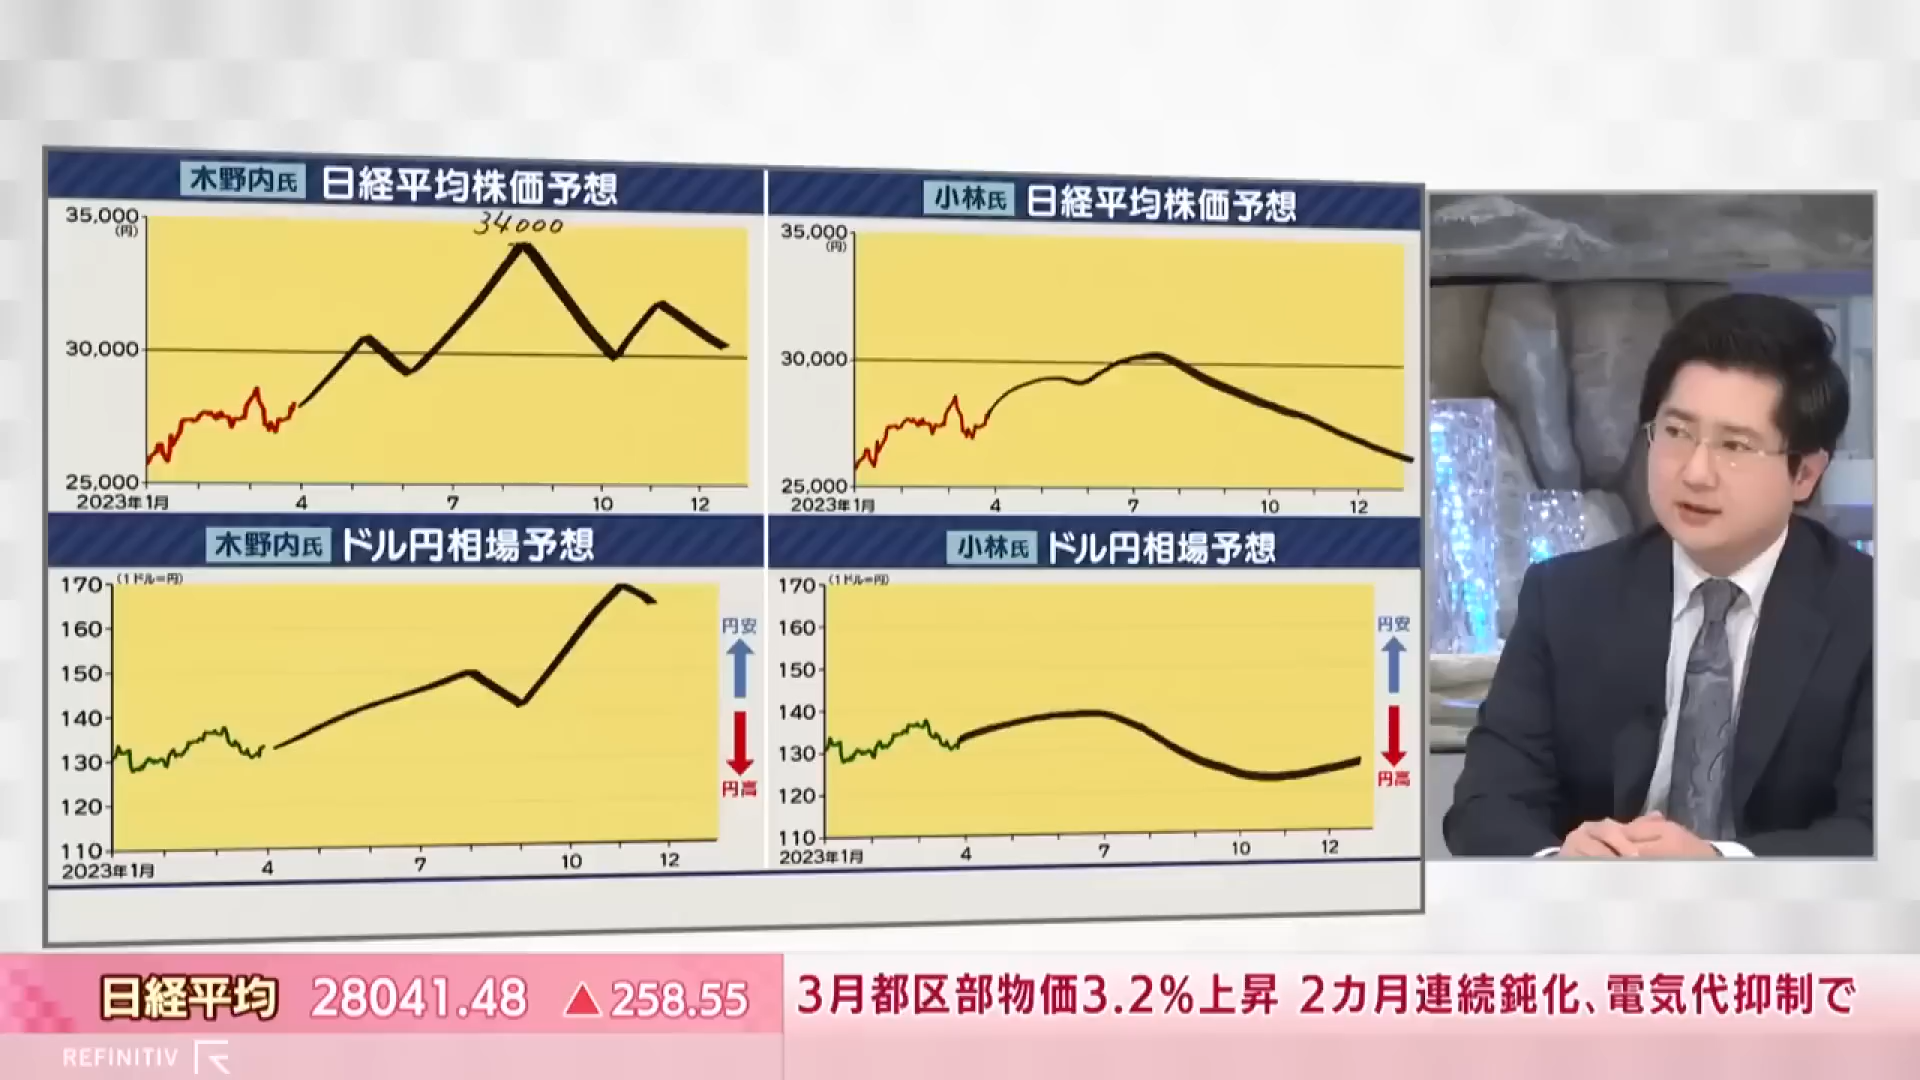 木野内氏 日経平均株価予想
35,000
(円)
34000
30,000
25,000
2023年1月 4 7 10 12
小林氏 日経平均株価予想
35,000
(円)
30,000
25,000
2023年1月 4 7 10 12
木野内氏 ドル円相場予想
170 (1ドル=円)
160
150
140
130
120
110
2023年1月 4 7 10 12
円安
円高
小林氏 ドル円相場予想
170 (1ドル=円)
160
150
140
130
120
110
2023年1月 4 7 10 12
円安
円高
日経平均 28041.48 ▲258.55
3月都区部物価3.2%上昇 2カ月連続鈍化、電気代抑制で
REFINITIV